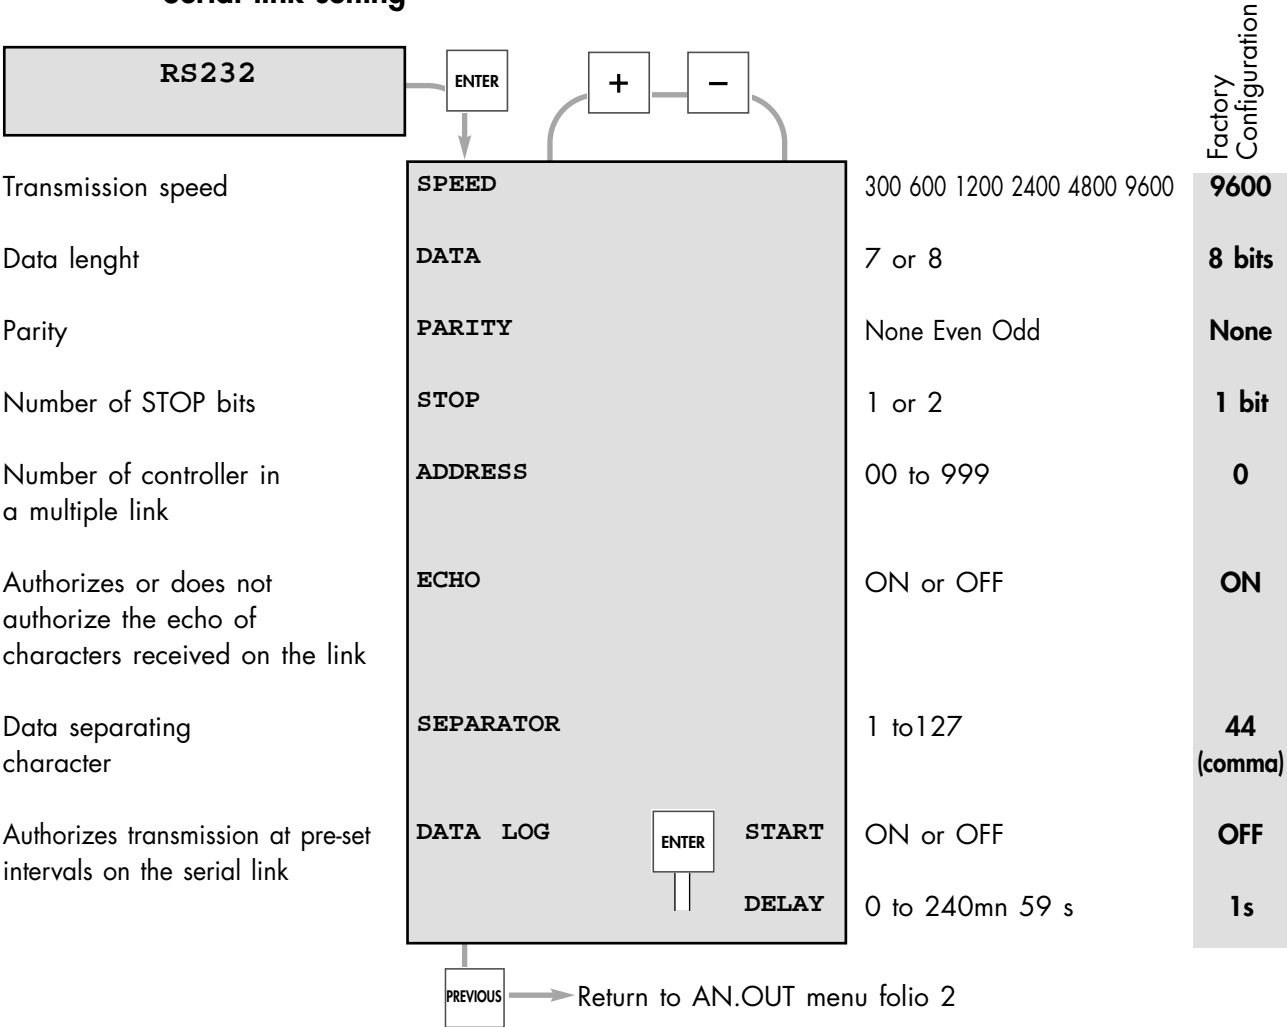 Serial link setting
Factory
Configuration
RS232
ENTER
+
−
Transmission speed SPEED 300 600 1200 2400 4800 9600 9600
Data lenght DATA 7 or 8 8 bits
Parity PARITY None Even Odd None
Number of STOP bits STOP 1 or 2 1 bit
Number of controller in ADDRESS 00 to 999 0
a multiple link
Authorizes or does not ECHO ON or OFF ON
authorize the echo of
characters received on the link
Data separating SEPARATOR 1 to127 44
character (comma)
Authorizes transmission at pre-set DATA LOG ENTER START ON or OFF OFF
intervals on the serial link
DELAY 0 to 240mn 59 s 1s
PREVIOUS Return to AN.OUT menu folio 2